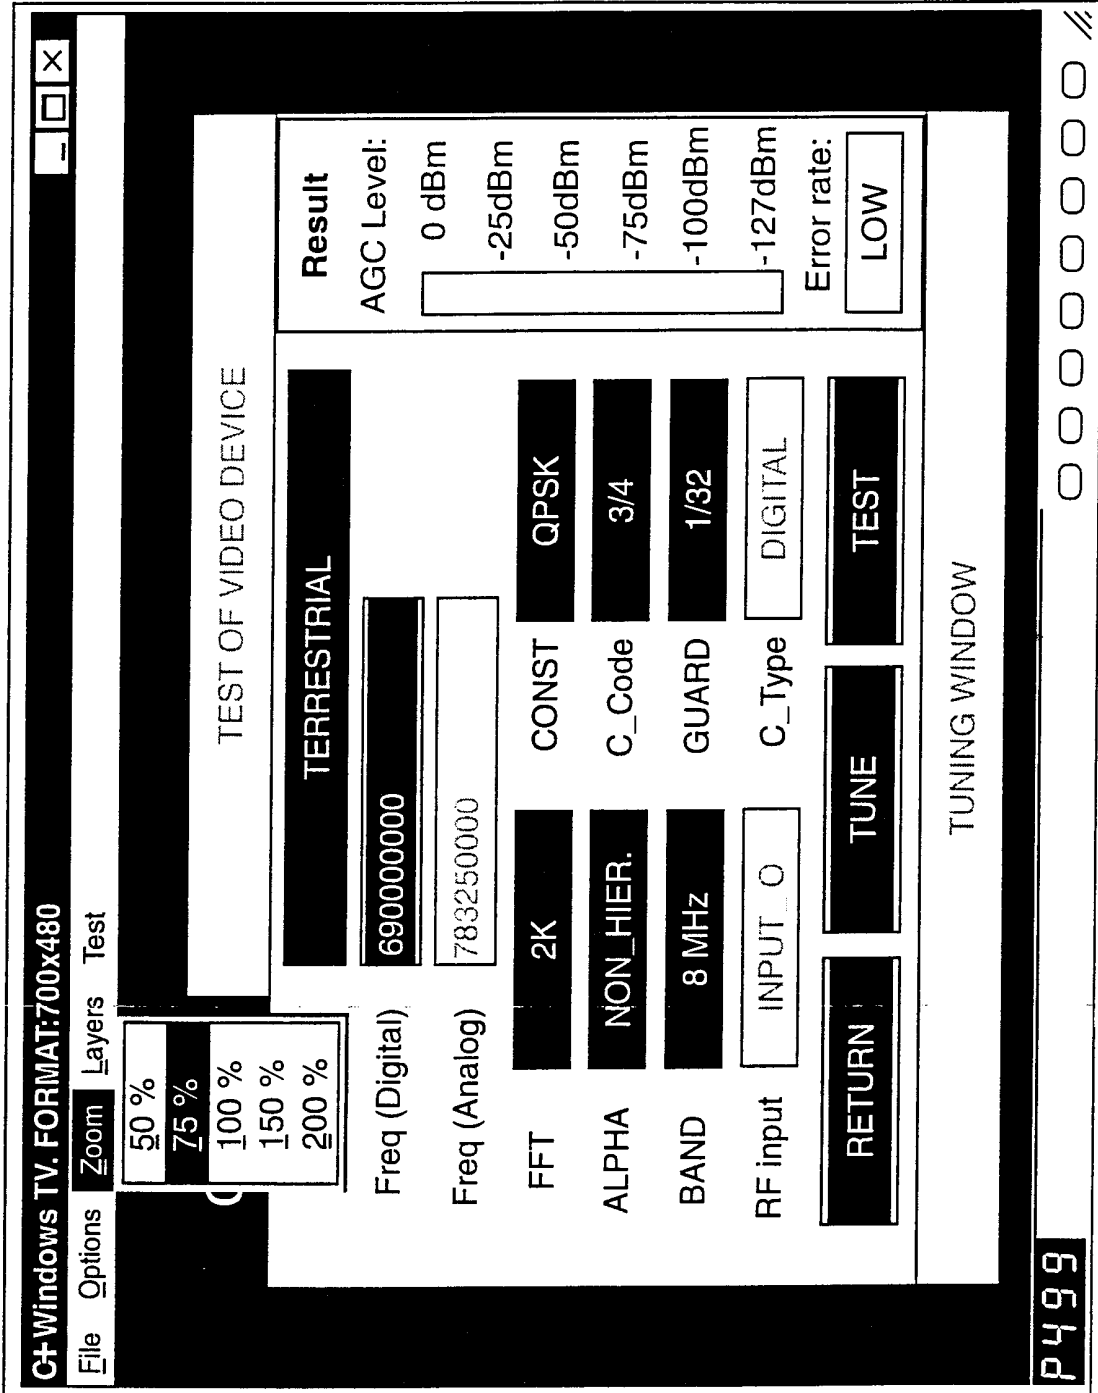 C+Windows TV. FORMAT:700x480
File Options Zoom Layers Test
50 %
75 %
100 %
150 %
200 %
TEST OF VIDEO DEVICE
TERRESTRIAL
Freq (Digital) 690000000
Freq (Analog) 783250000
FFT 2K CONST QPSK
ALPHA NON_HIER. C_Code 3/4
BAND 8 MHz GUARD 1/32
RF input INPUT_O C_Type DIGITAL
RETURN TUNE TEST
Result
AGC Level:
0 dBm
-25dBm
-50dBm
-75dBm
-100dBm
-127dBm
Error rate:
LOW
TUNING WINDOW
P499